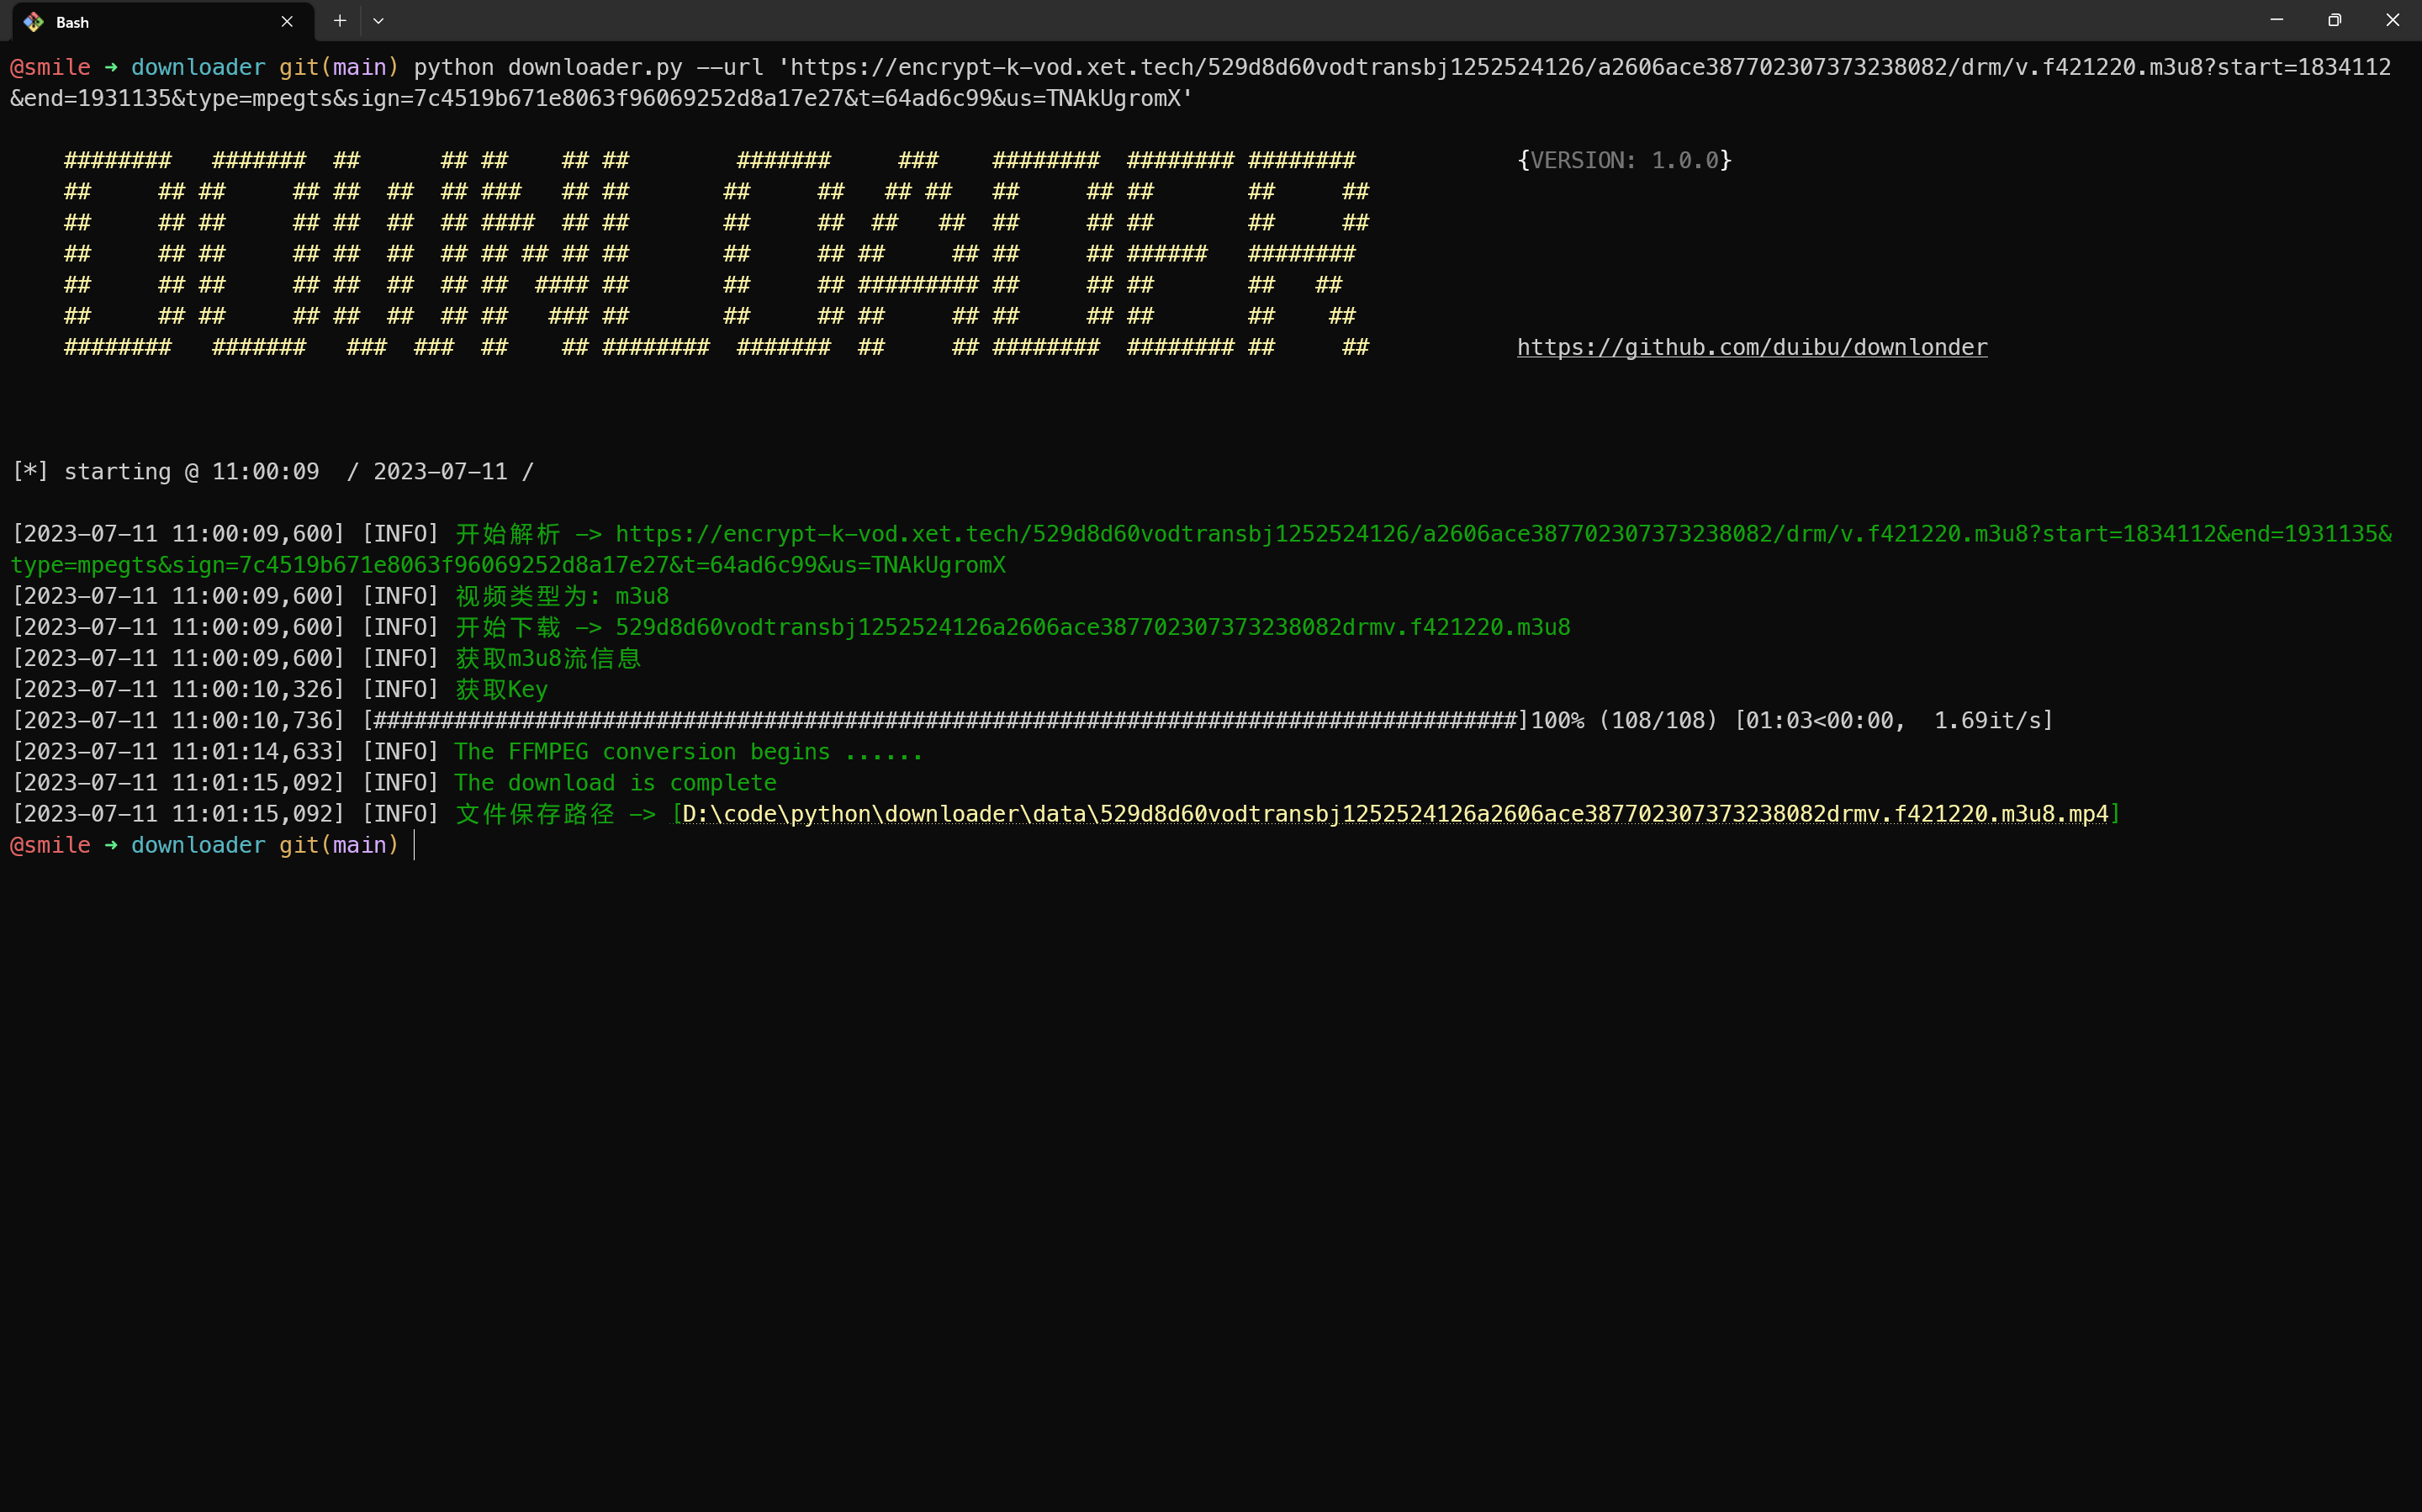 Bash
@smile ➜ downloader git(main) python downloader.py --url 'https://encrypt-k-vod.xet.tech/529d8d60vodtransbj1252524126/a2606ace387702307373238082/drm/v.f421220.m3u8?start=1834112
&end=1931135&type=mpegts&sign=7c4519b671e8063f96069252d8a17e27&t=64ad6c99&us=TNAkUgromX'
########   #######  ##      ## ##    ## ##        #######     ###    ########  ######## ########            {VERSION: 1.0.0}
##     ## ##     ## ##  ##  ## ###   ## ##       ##     ##   ## ##   ##     ## ##       ##     ##
##     ## ##     ## ##  ##  ## ####  ## ##       ##     ##  ##   ##  ##     ## ##       ##     ##
##     ## ##     ## ##  ##  ## ## ## ## ##       ##     ## ##     ## ##     ## ######   ########
##     ## ##     ## ##  ##  ## ##  #### ##       ##     ## ######### ##     ## ##       ##   ##
##     ## ##     ## ##  ##  ## ##   ### ##       ##     ## ##     ## ##     ## ##       ##    ##
########   #######   ###  ###  ##    ## ########  #######  ##     ## ########  ######## ##     ##           https://github.com/duibu/downlonder
[*] starting @ 11:00:09  / 2023-07-11 /
[2023-07-11 11:00:09,600] [INFO] 开始解析 -> https://encrypt-k-vod.xet.tech/529d8d60vodtransbj1252524126/a2606ace387702307373238082/drm/v.f421220.m3u8?start=1834112&end=1931135&
type=mpegts&sign=7c4519b671e8063f96069252d8a17e27&t=64ad6c99&us=TNAkUgromX
[2023-07-11 11:00:09,600] [INFO] 视频类型为: m3u8
[2023-07-11 11:00:09,600] [INFO] 开始下载 -> 529d8d60vodtransbj1252524126a2606ace387702307373238082drmv.f421220.m3u8
[2023-07-11 11:00:09,600] [INFO] 获取m3u8流信息
[2023-07-11 11:00:10,326] [INFO] 获取Key
[2023-07-11 11:00:10,736] [#####################################################################################]100% (108/108) [01:03<00:00,  1.69it/s]
[2023-07-11 11:01:14,633] [INFO] The FFMPEG conversion begins ......
[2023-07-11 11:01:15,092] [INFO] The download is complete
[2023-07-11 11:01:15,092] [INFO] 文件保存路径 -> [D:\code\python\downloader\data\529d8d60vodtransbj1252524126a2606ace387702307373238082drmv.f421220.m3u8.mp4]
@smile ➜ downloader git(main)